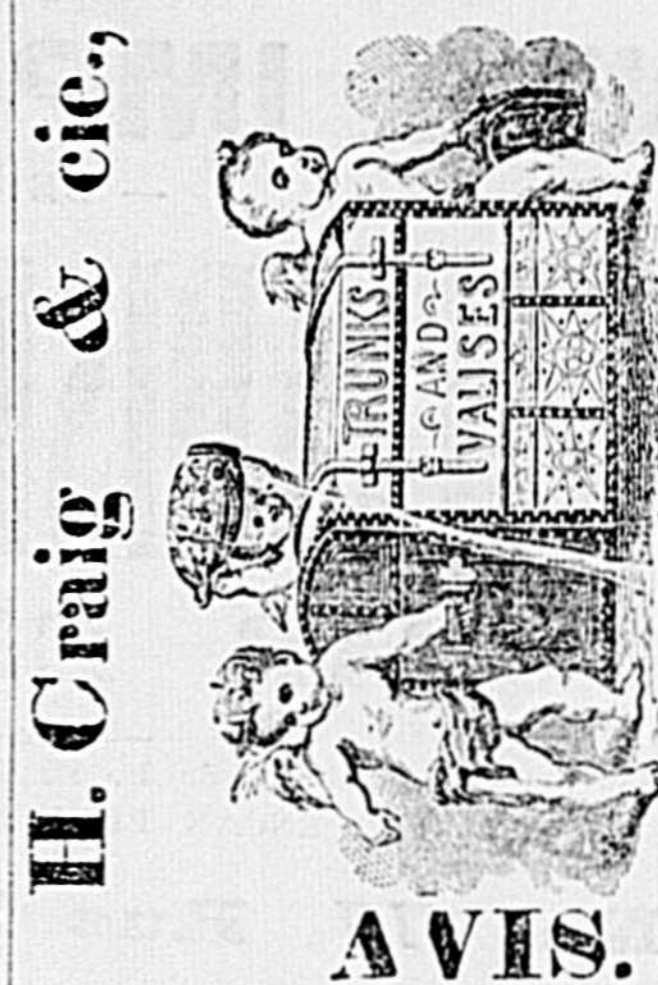 H. Craig & cie.,
TRUNKS
AND
VALISES
AVIS.